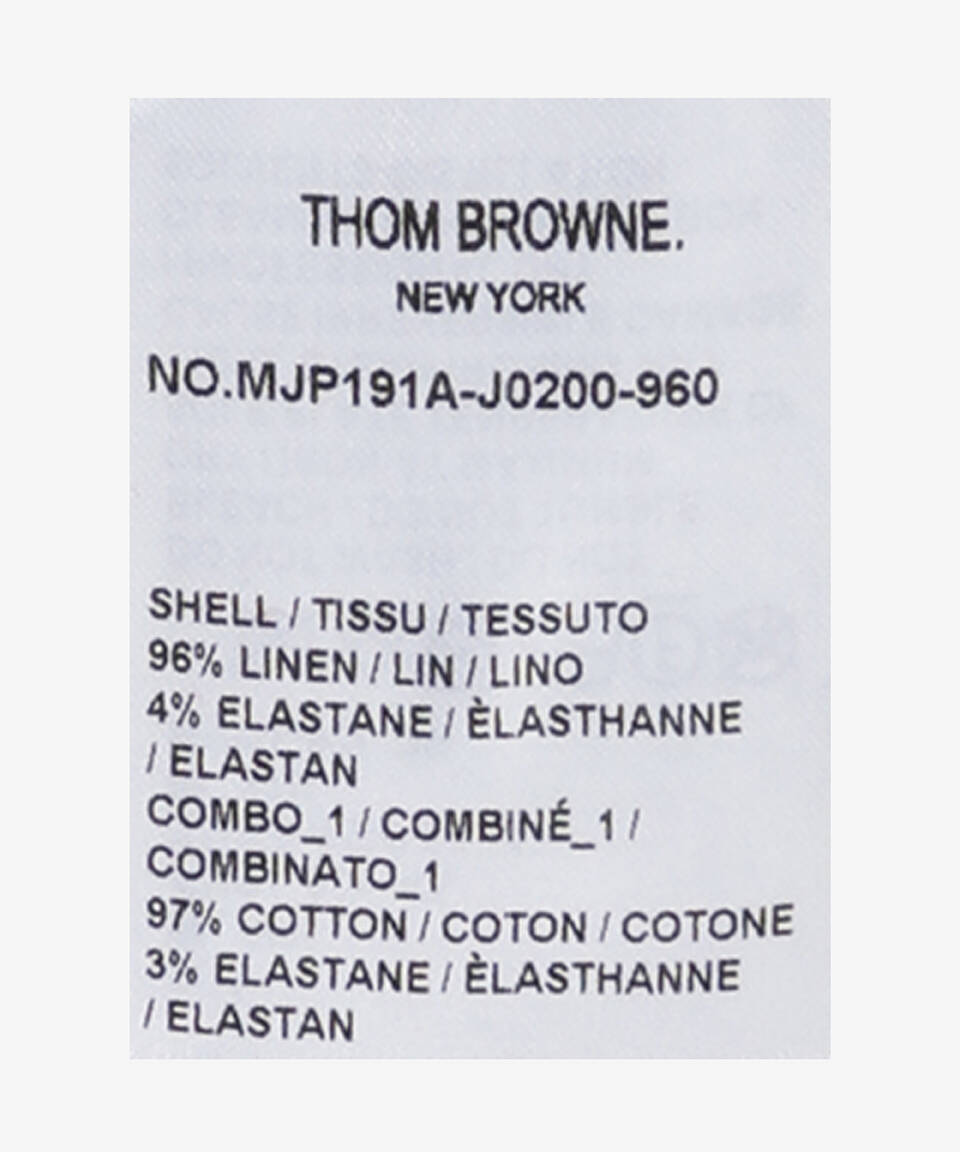 THOM BROWNE.
NEW YORK
NO.MJP191A-J0200-960
SHELL / TISSU / TESSUTO
96% LINEN / LIN / LINO
4% ELASTANE / ÈLASTHANNE
/ ELASTAN
COMBO_1 / COMBINÉ_1 /
COMBINATO_1
97% COTTON / COTON / COTONE
3% ELASTANE / ÈLASTHANNE
/ ELASTAN